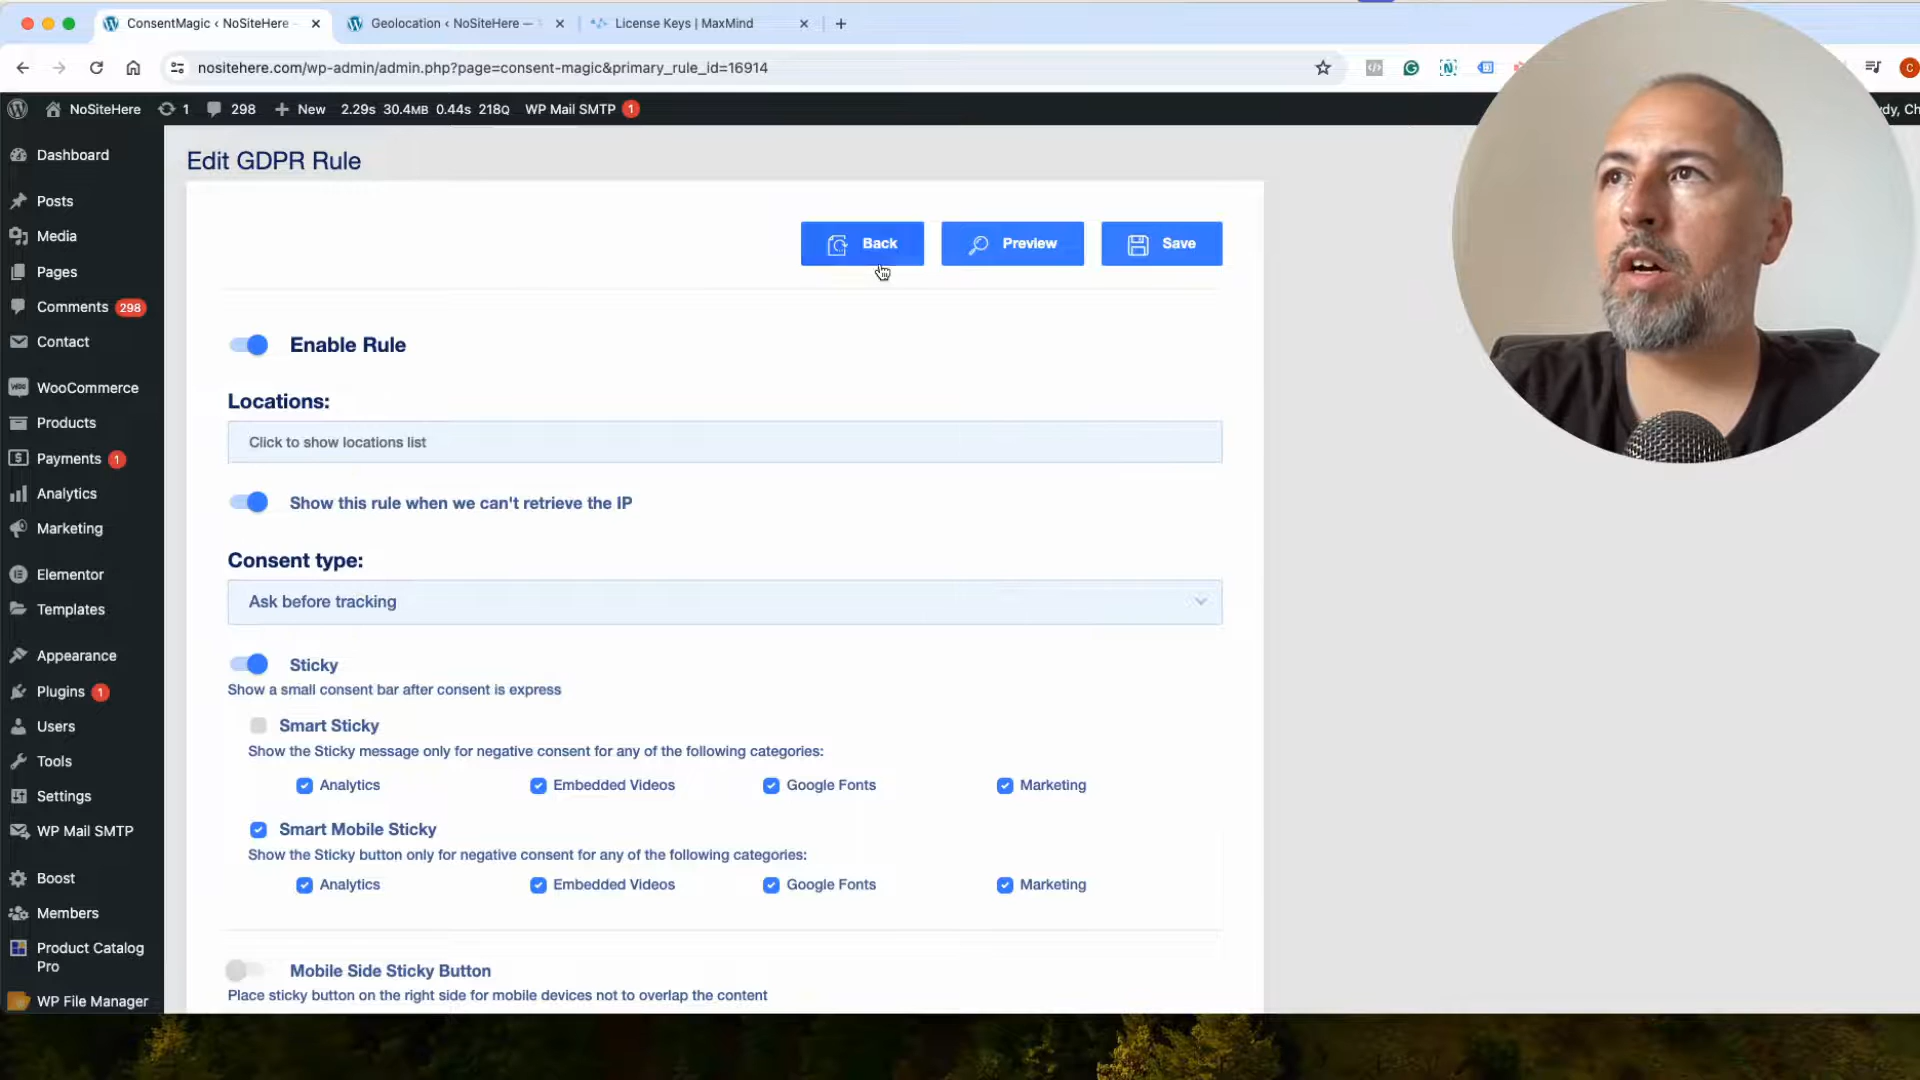 ConsentMagic ‹ NoSiteHere
Geolocation ‹ NoSiteHere —
License Keys | MaxMind
nositehere.com/wp-admin/admin.php?page=consent-magic&primary_rule_id=16914
C
NoSiteHere
1
298
New
2.29s 30.4MB 0.44s 218Q
WP Mail SMTP 1
dy, Ch
Dashboard
Posts
Media
Pages
Comments 298
Contact
WooCommerce
Products
Payments 1
Analytics
Marketing
Elementor
Templates
Appearance
Plugins 1
Users
Tools
Settings
WP Mail SMTP
Boost
Members
Product Catalog
Pro
WP File Manager
Edit GDPR Rule
Back
Preview
Save
Enable Rule
Locations:
Click to show locations list
Show this rule when we can't retrieve the IP
Consent type:
Ask before tracking
Sticky
Show a small consent bar after consent is express
Smart Sticky
Show the Sticky message only for negative consent for any of the following categories:
Analytics
Embedded Videos
Google Fonts
Marketing
Smart Mobile Sticky
Show the Sticky button only for negative consent for any of the following categories:
Analytics
Embedded Videos
Google Fonts
Marketing
Mobile Side Sticky Button
Place sticky button on the right side for mobile devices not to overlap the content